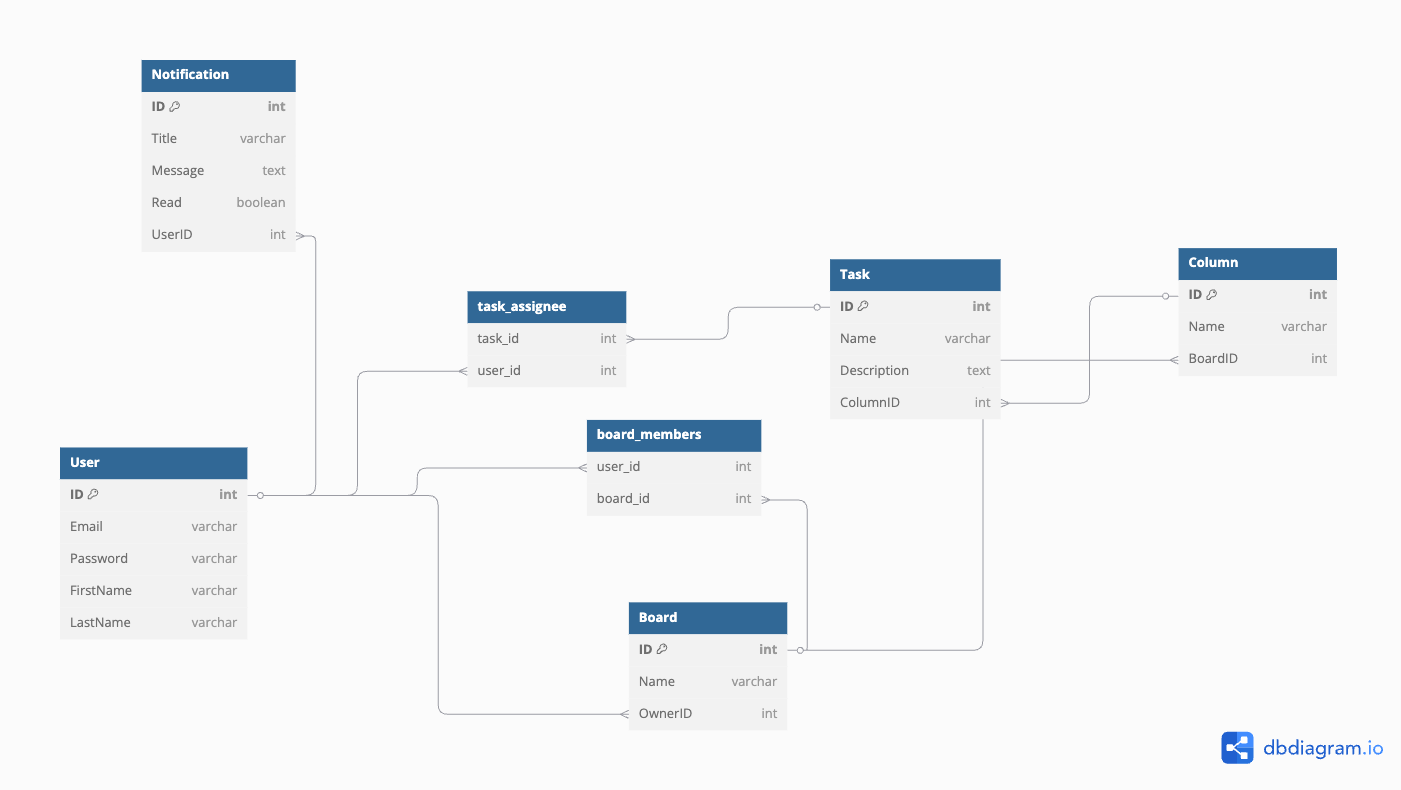 Notification
ID int
Title varchar
Message text
Read boolean
UserID int
task_assignee
task_id int
user_id int
Task
ID int
Name varchar
Description text
ColumnID int
Column
ID int
Name varchar
BoardID int
board_members
user_id int
board_id int
User
ID int
Email varchar
Password varchar
FirstName varchar
LastName varchar
Board
ID int
Name varchar
OwnerID int
dbdiagram.io